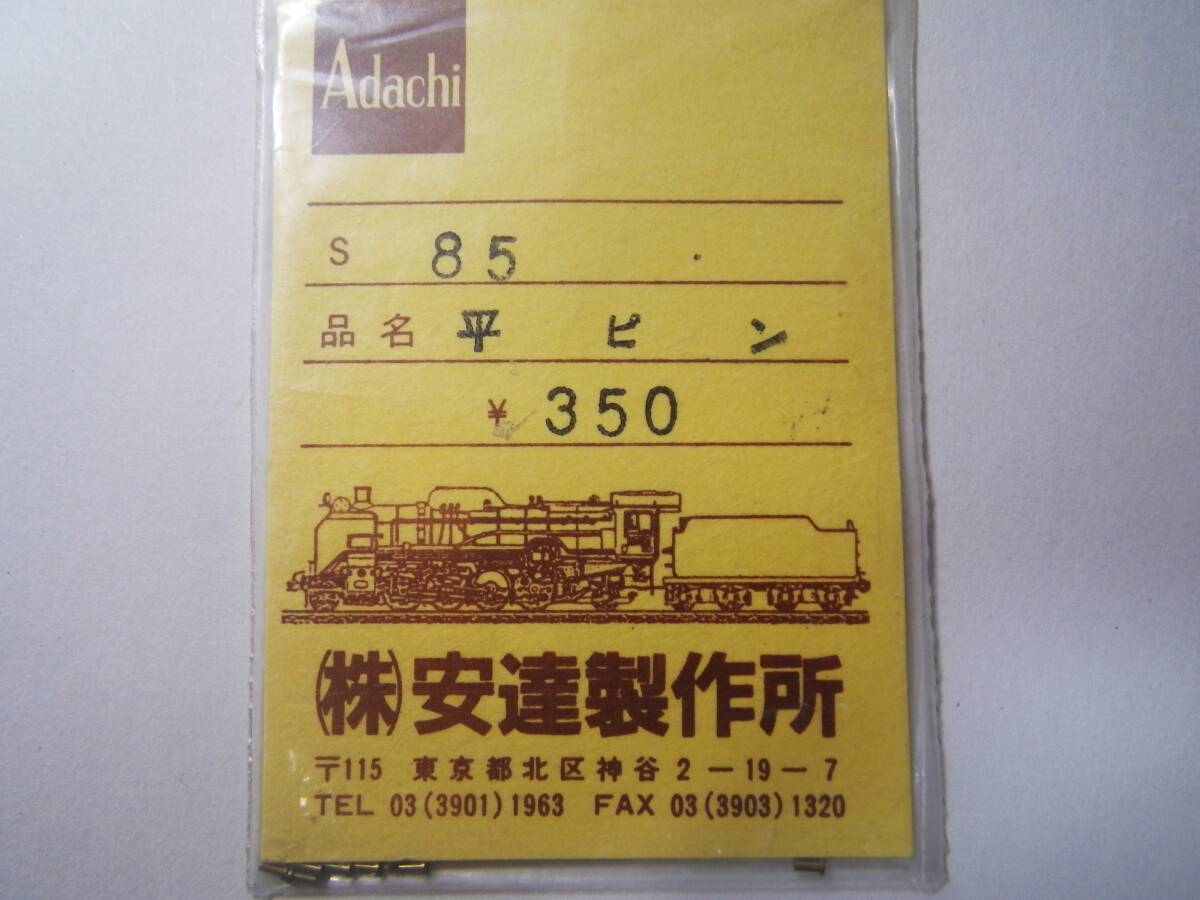 Adachi
S 85
品名 平ピン
¥ 350
㈱安達製作所
〒115 東京都北区神谷2-19-7
TEL 03(3901)1963 FAX 03(3903)1320